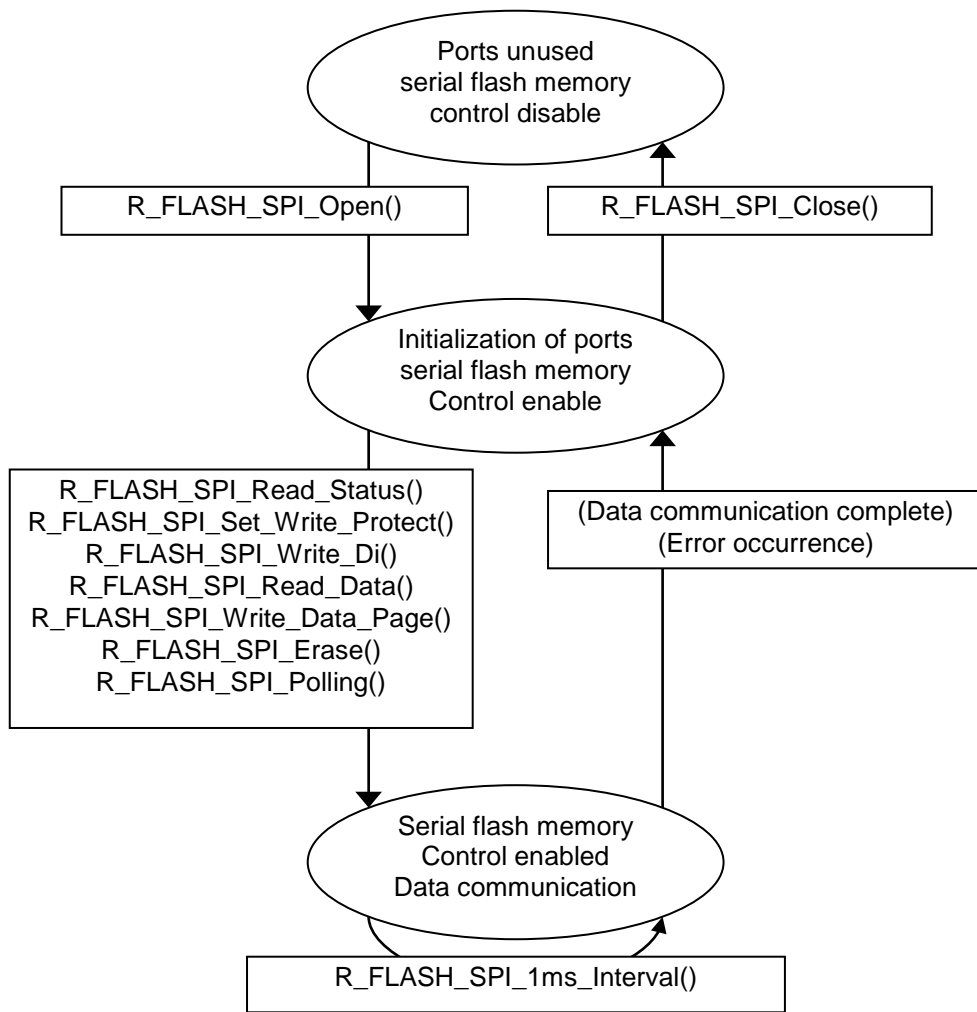 Ports unused
serial flash memory
control disable
R_FLASH_SPI_Open()
R_FLASH_SPI_Close()
Initialization of ports
serial flash memory
Control enable
R_FLASH_SPI_Read_Status()
R_FLASH_SPI_Set_Write_Protect()
R_FLASH_SPI_Write_Di()
R_FLASH_SPI_Read_Data()
R_FLASH_SPI_Write_Data_Page()
R_FLASH_SPI_Erase()
R_FLASH_SPI_Polling()
(Data communication complete)
(Error occurrence)
Serial flash memory
Control enabled
Data communication
R_FLASH_SPI_1ms_Interval()